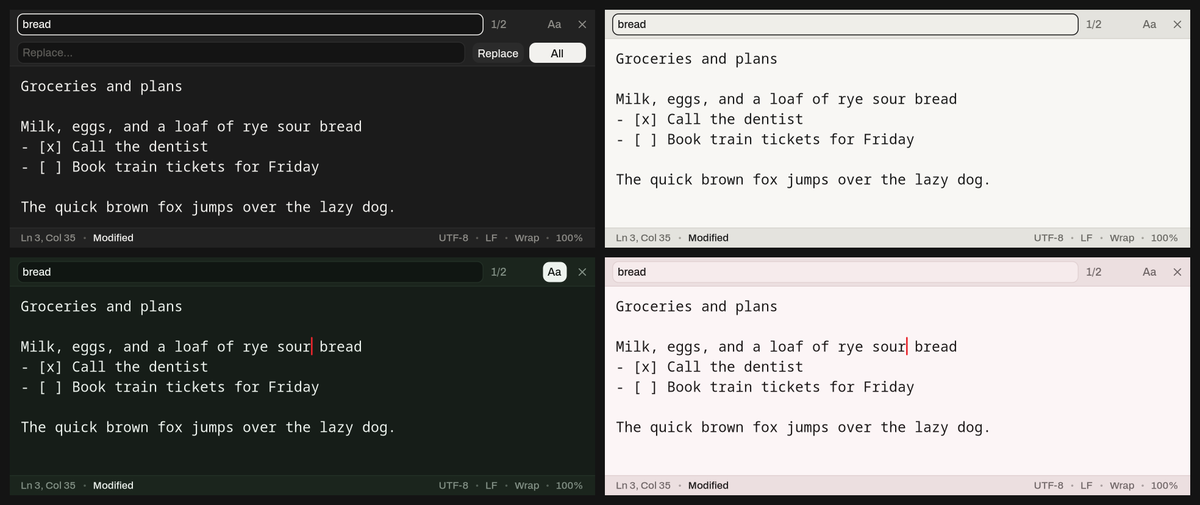 bread 1/2 Aa ×
Replace... Replace All
Groceries and plans
Milk, eggs, and a loaf of rye sour bread
- [x] Call the dentist
- [ ] Book train tickets for Friday
The quick brown fox jumps over the lazy dog.
Ln 3, Col 35 • Modified UTF-8 • LF • Wrap • 100%
bread 1/2 Aa ×
Groceries and plans
Milk, eggs, and a loaf of rye sour bread
- [x] Call the dentist
- [ ] Book train tickets for Friday
The quick brown fox jumps over the lazy dog.
Ln 3, Col 35 • Modified UTF-8 • LF • Wrap • 100%
bread 1/2 Aa ×
Groceries and plans
Milk, eggs, and a loaf of rye sour bread
- [x] Call the dentist
- [ ] Book train tickets for Friday
The quick brown fox jumps over the lazy dog.
Ln 3, Col 35 • Modified UTF-8 • LF • Wrap • 100%
bread 1/2 Aa ×
Groceries and plans
Milk, eggs, and a loaf of rye sour bread
- [x] Call the dentist
- [ ] Book train tickets for Friday
The quick brown fox jumps over the lazy dog.
Ln 3, Col 35 • Modified UTF-8 • LF • Wrap • 100%